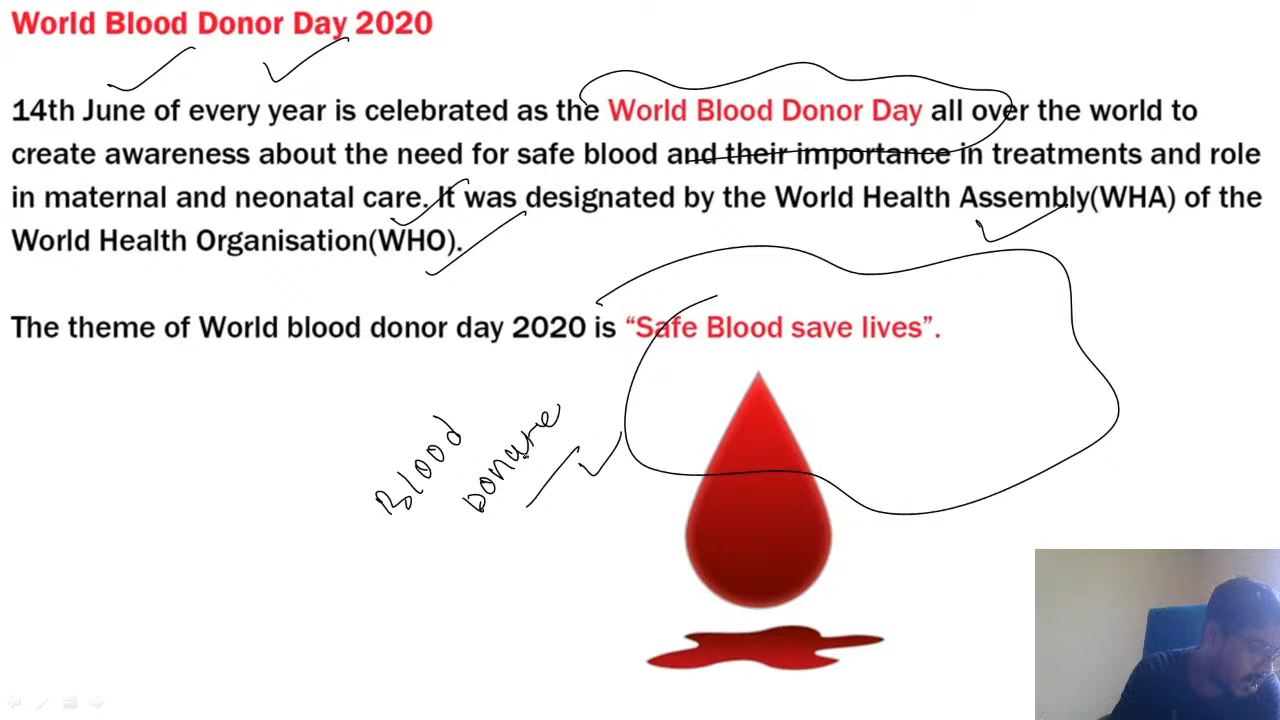 World Blood Donor Day 2020
14th June of every year is celebrated as the World Blood Donor Day all over the world to
create awareness about the need for safe blood and their importance in treatments and role
in maternal and neonatal care. It was designated by the World Health Assembly(WHA) of the
World Health Organisation(WHO).
The theme of World blood donor day 2020 is “Safe Blood save lives”.
Blood
Donate